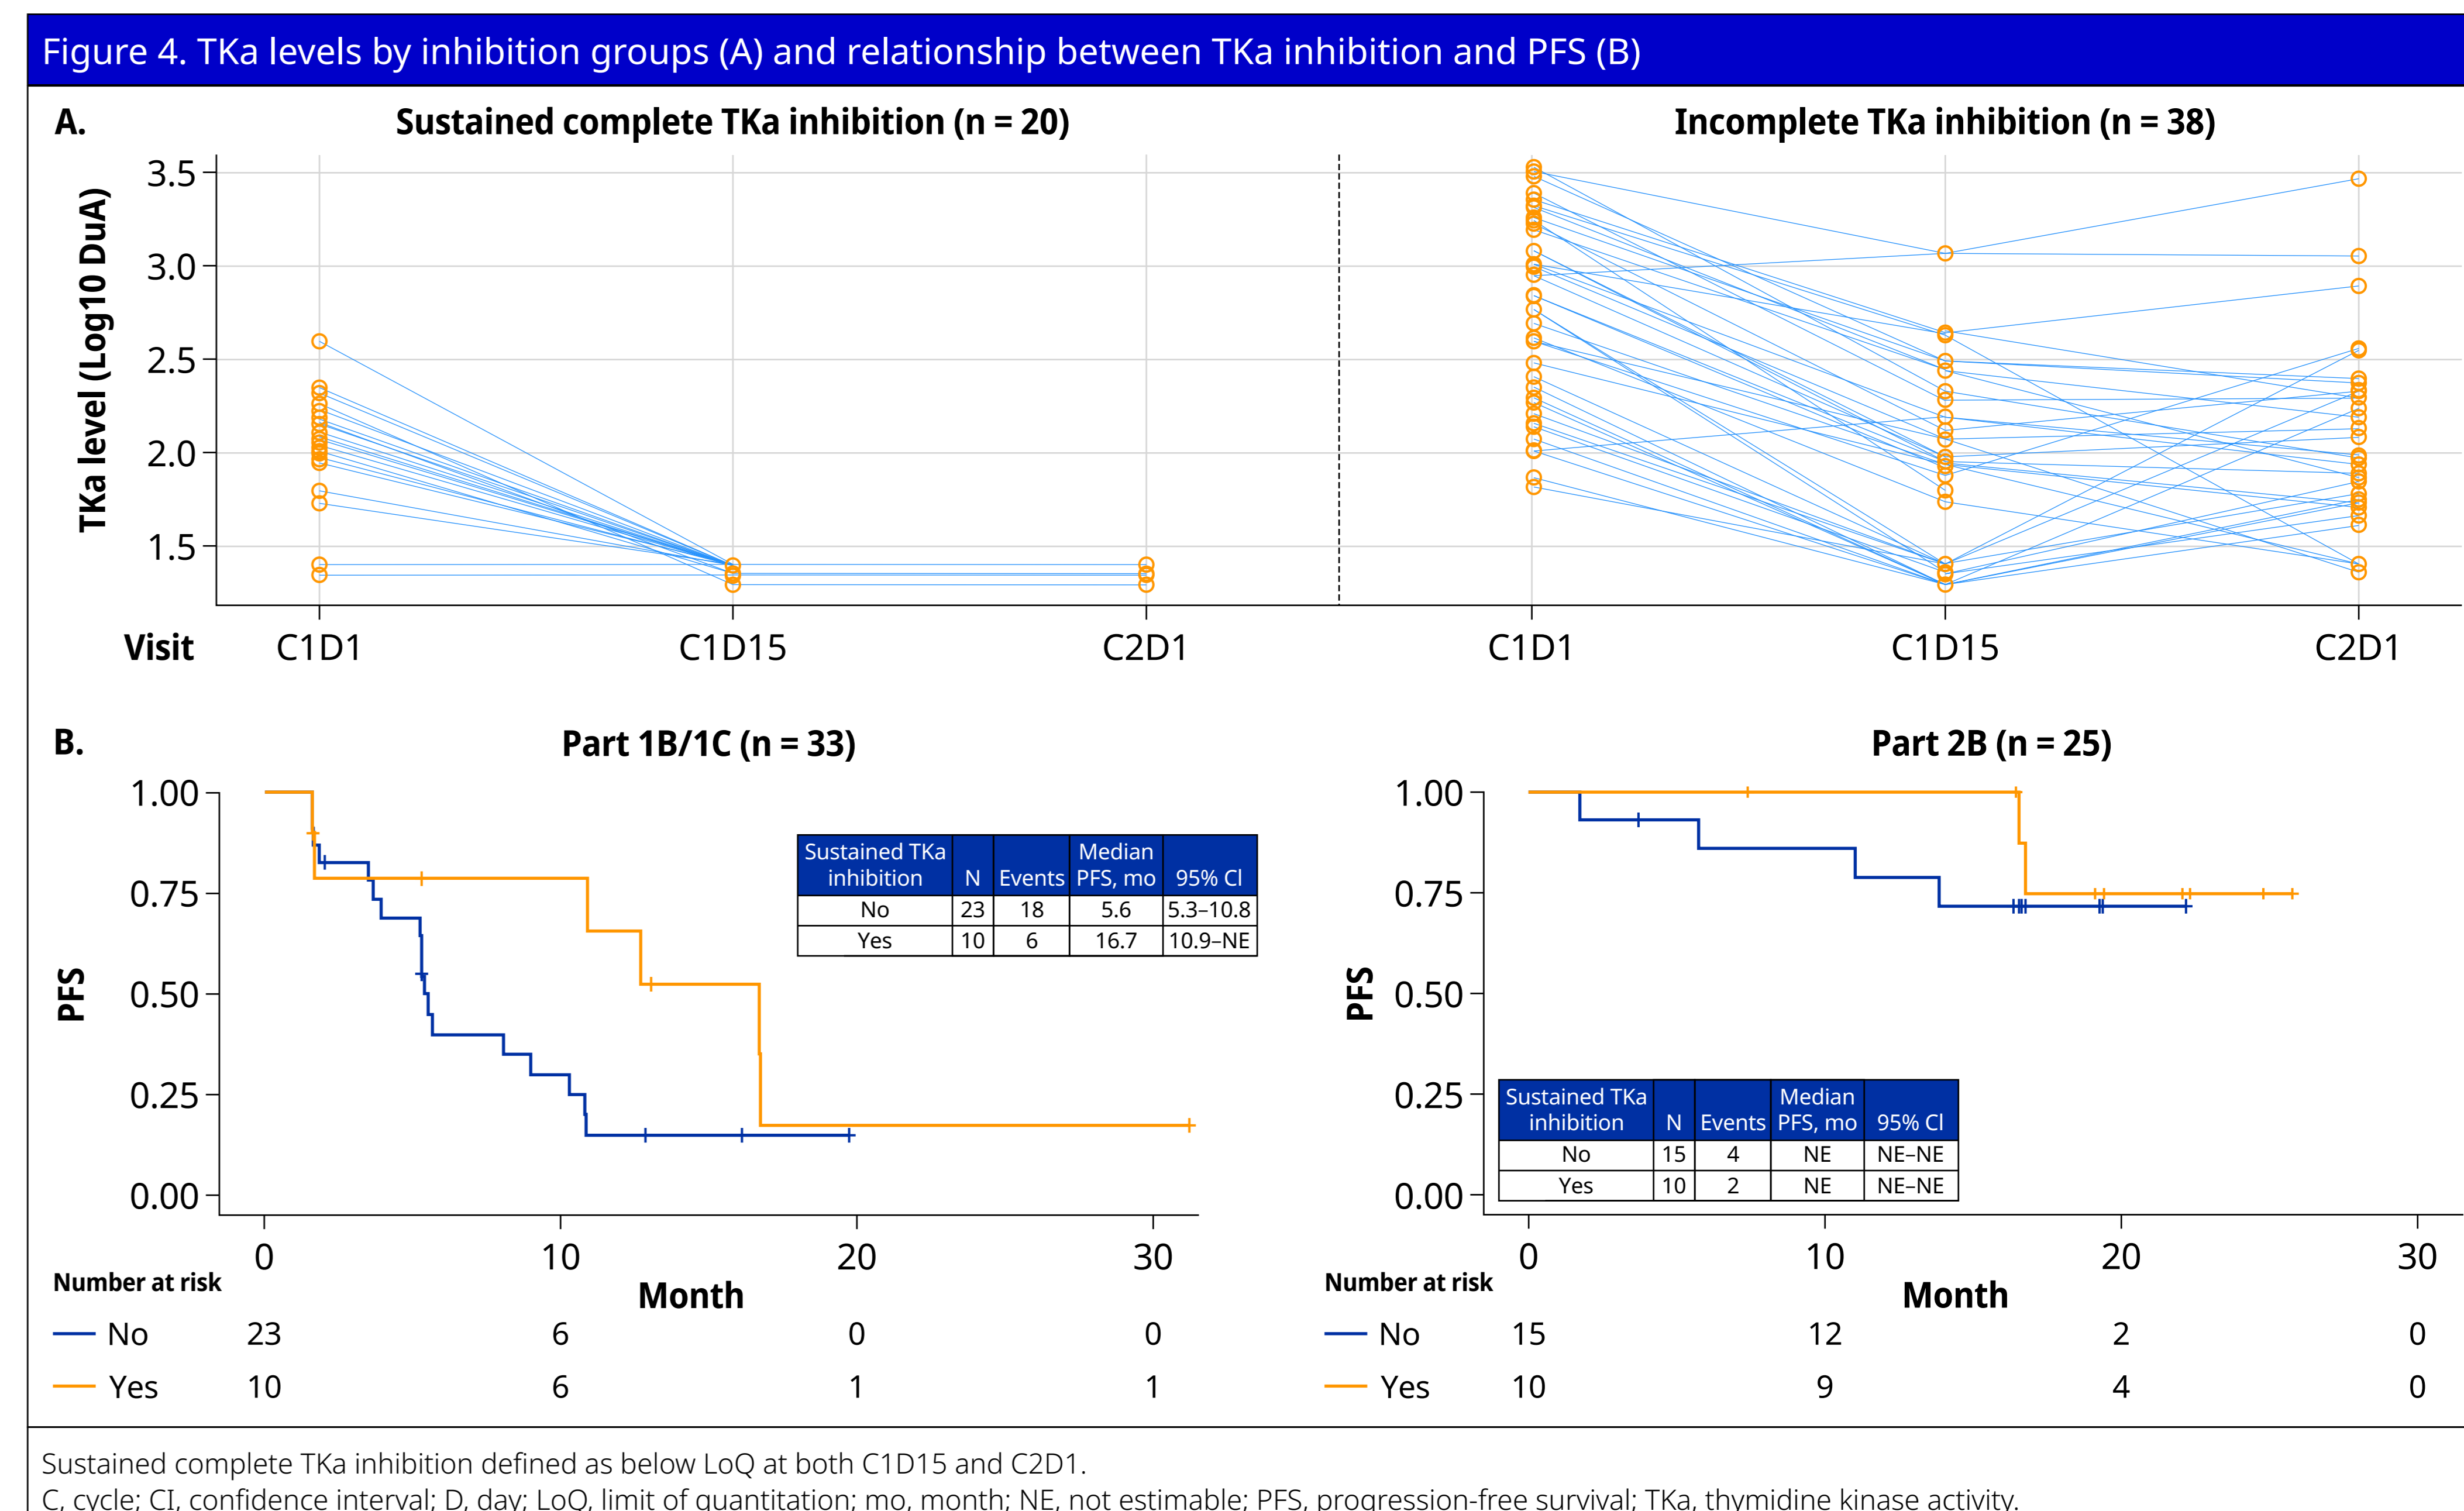 Figure 4. TKa levels by inhibition groups (A) and relationship between TKa inhibition and PFS (B)
A.
Sustained complete TKa inhibition (n = 20)
Incomplete TKa inhibition (n = 38)
TKa level (Log10 DuA)
3.5
3.0
2.5
2.0
1.5
Visit C1D1 C1D15 C2D1 C1D1 C1D15 C2D1
B.
Part 1B/1C (n = 33)
PFS
1.00
0.75
0.50
0.25
0.00
Sustained TKa inhibition N Events Median PFS, mo 95% Cl
No 23 18 5.6 5.3–10.8
Yes 10 6 16.7 10.9–NE
0 10 20 30
Month
Number at risk
No 23 6 0 0
Yes 10 6 1 1
Part 2B (n = 25)
PFS
1.00
0.75
0.50
0.25
0.00
Sustained TKa inhibition N Events Median PFS, mo 95% Cl
No 15 4 NE NE–NE
Yes 10 2 NE NE–NE
0 10 20 30
Month
Number at risk
No 15 12 2 0
Yes 10 9 4 0
Sustained complete TKa inhibition defined as below LoQ at both C1D15 and C2D1.
C, cycle; CI, confidence interval; D, day; LoQ, limit of quantitation; mo, month; NE, not estimable; PFS, progression-free survival; TKa, thymidine kinase activity.